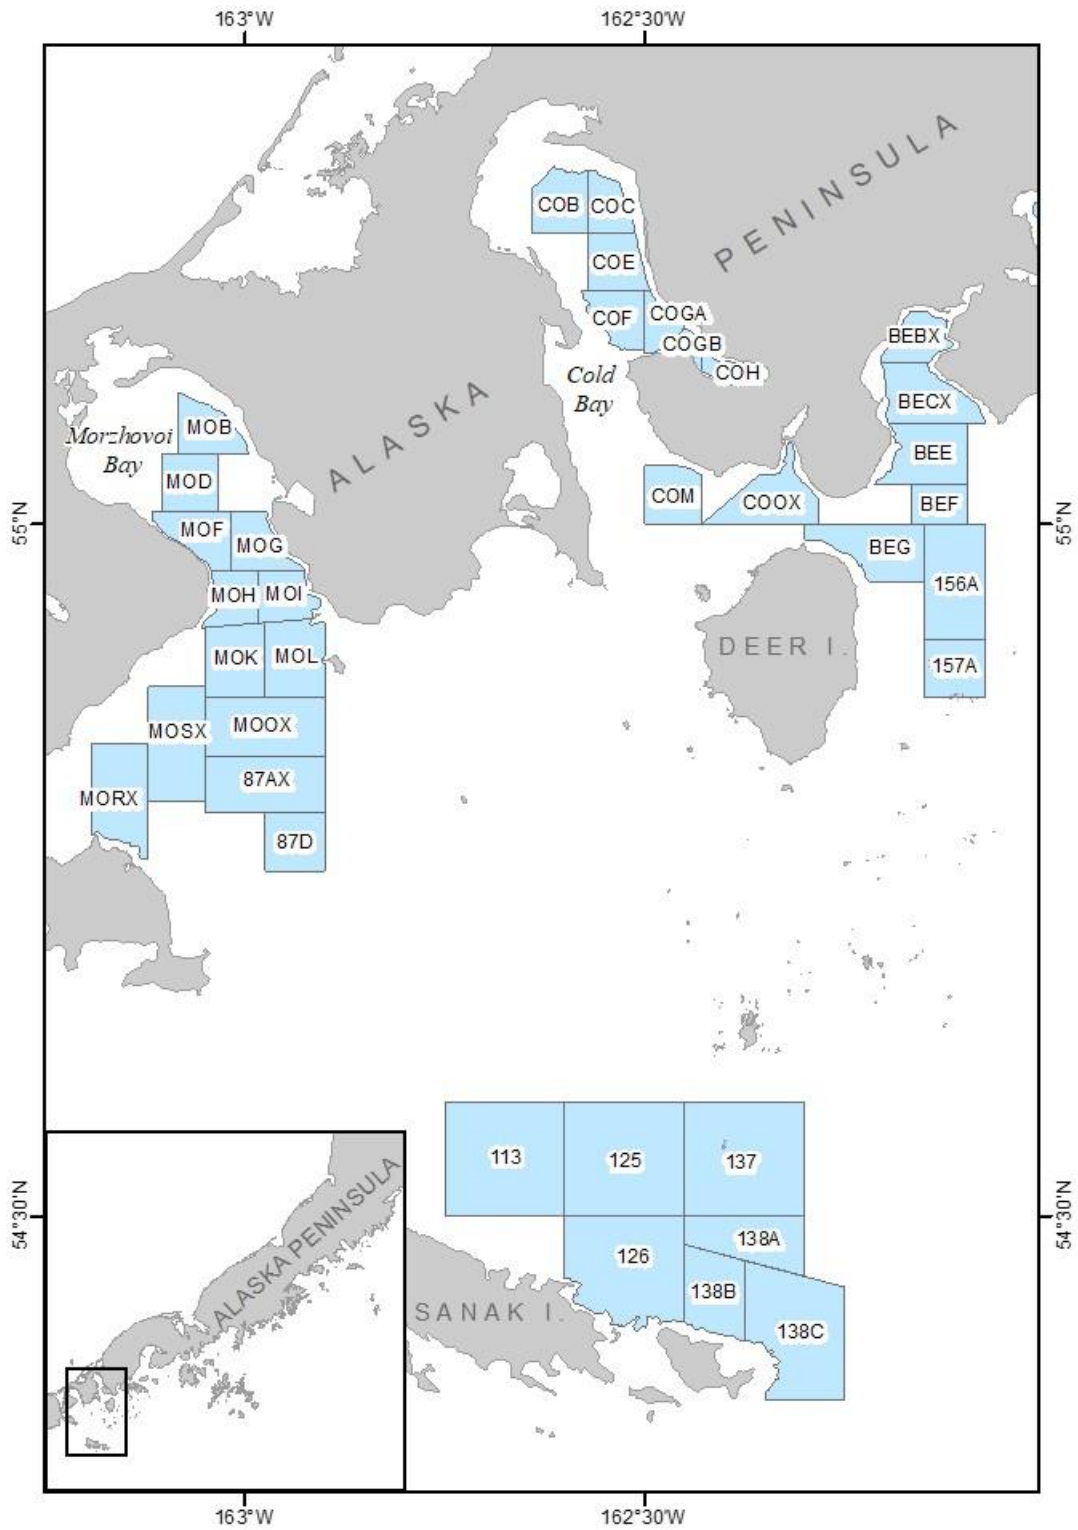 163°W
162°30'W
PENINSULA
COB
COC
COE
COF
COGA
COGB
COH
BEBX
BECX
BEE
BEF
BEG
Cold
Bay
ALASKA
Morzhovoi
Bay
MOB
MOD
MOF
MOG
MOH
MOI
MOK
MOL
MOSX
MOOX
MORX
87AX
87D
COM
COOX
55°N
55°N
156A
157A
DEER I.
113
125
137
126
138A
138B
138C
54°30'N
54°30'N
SANAK I.
ALASKA PENINSULA
163°W
162°30'W